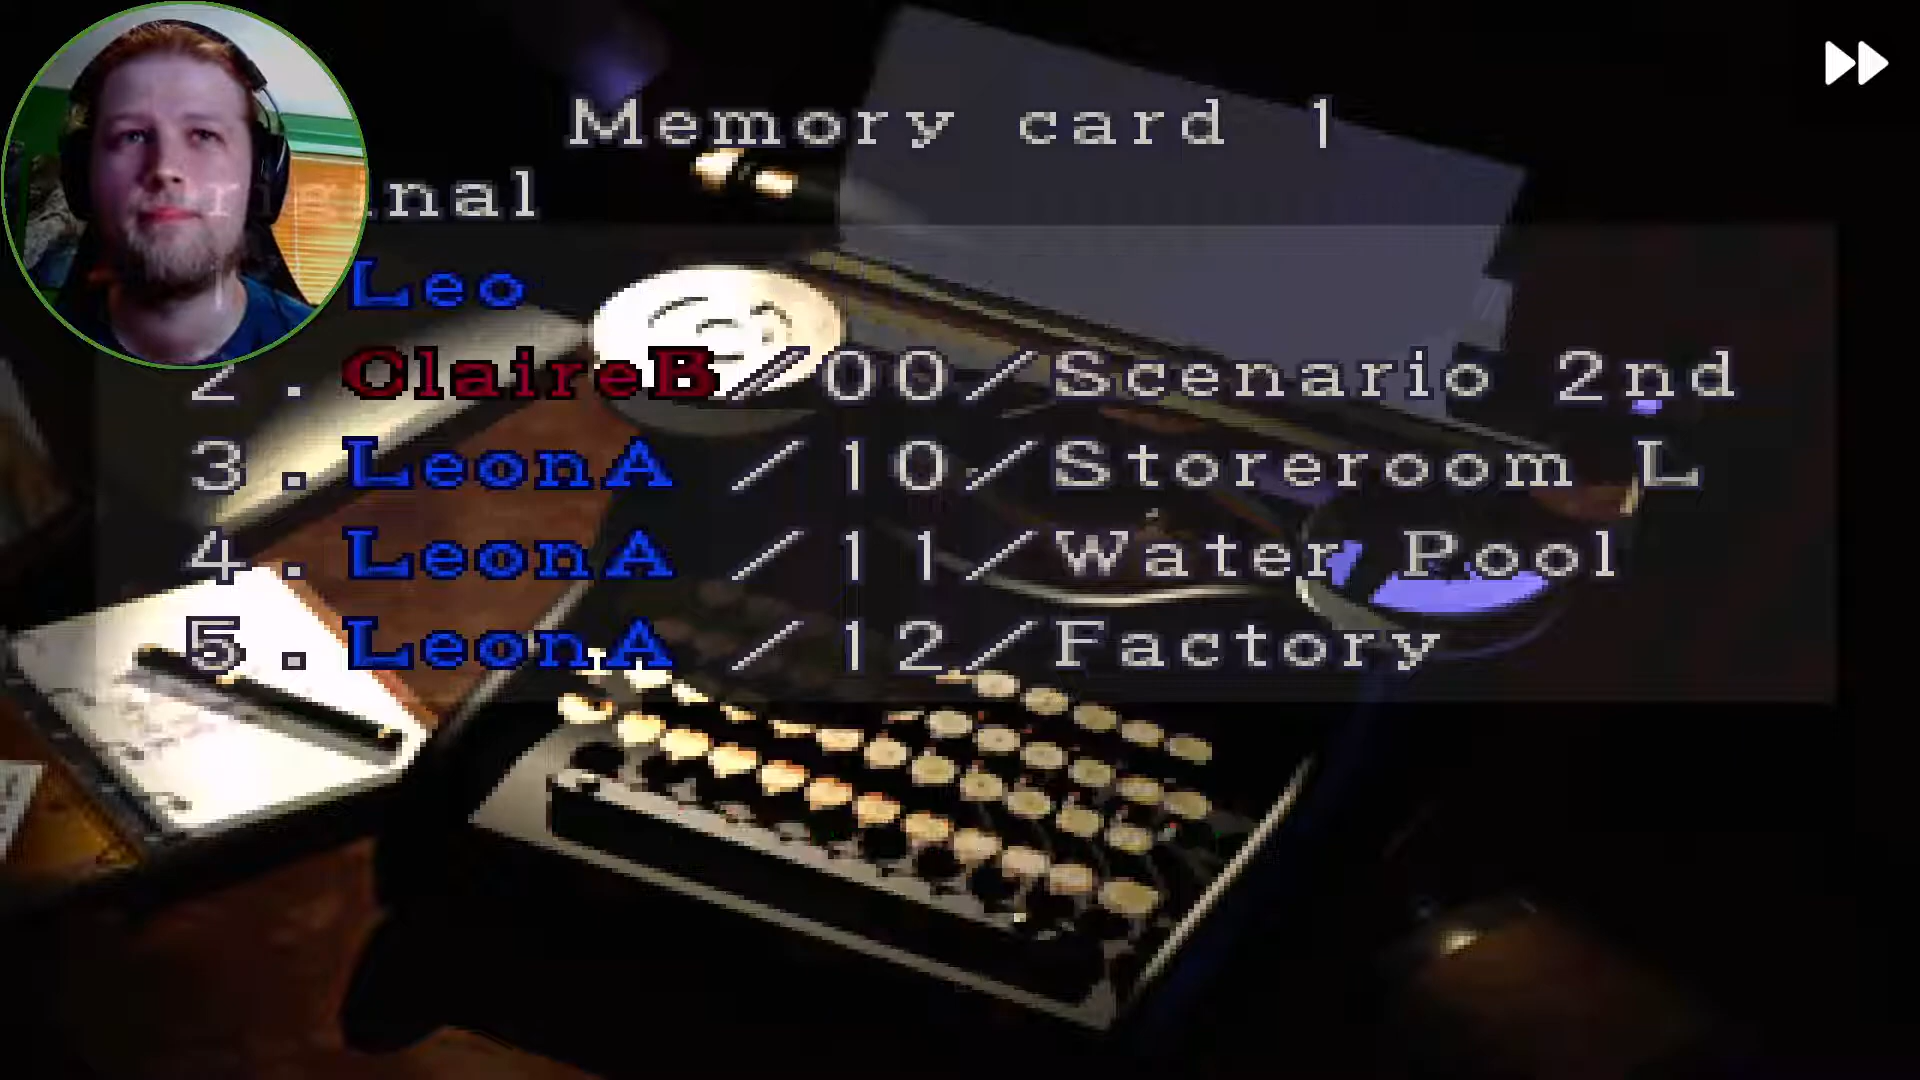 Memory card 1
Original
Leo
2. ClaireB/00/Scenario 2nd
3. LeonA /10/Storeroom L
4. LeonA /11/Water Pool
5. LeonA /12/Factory